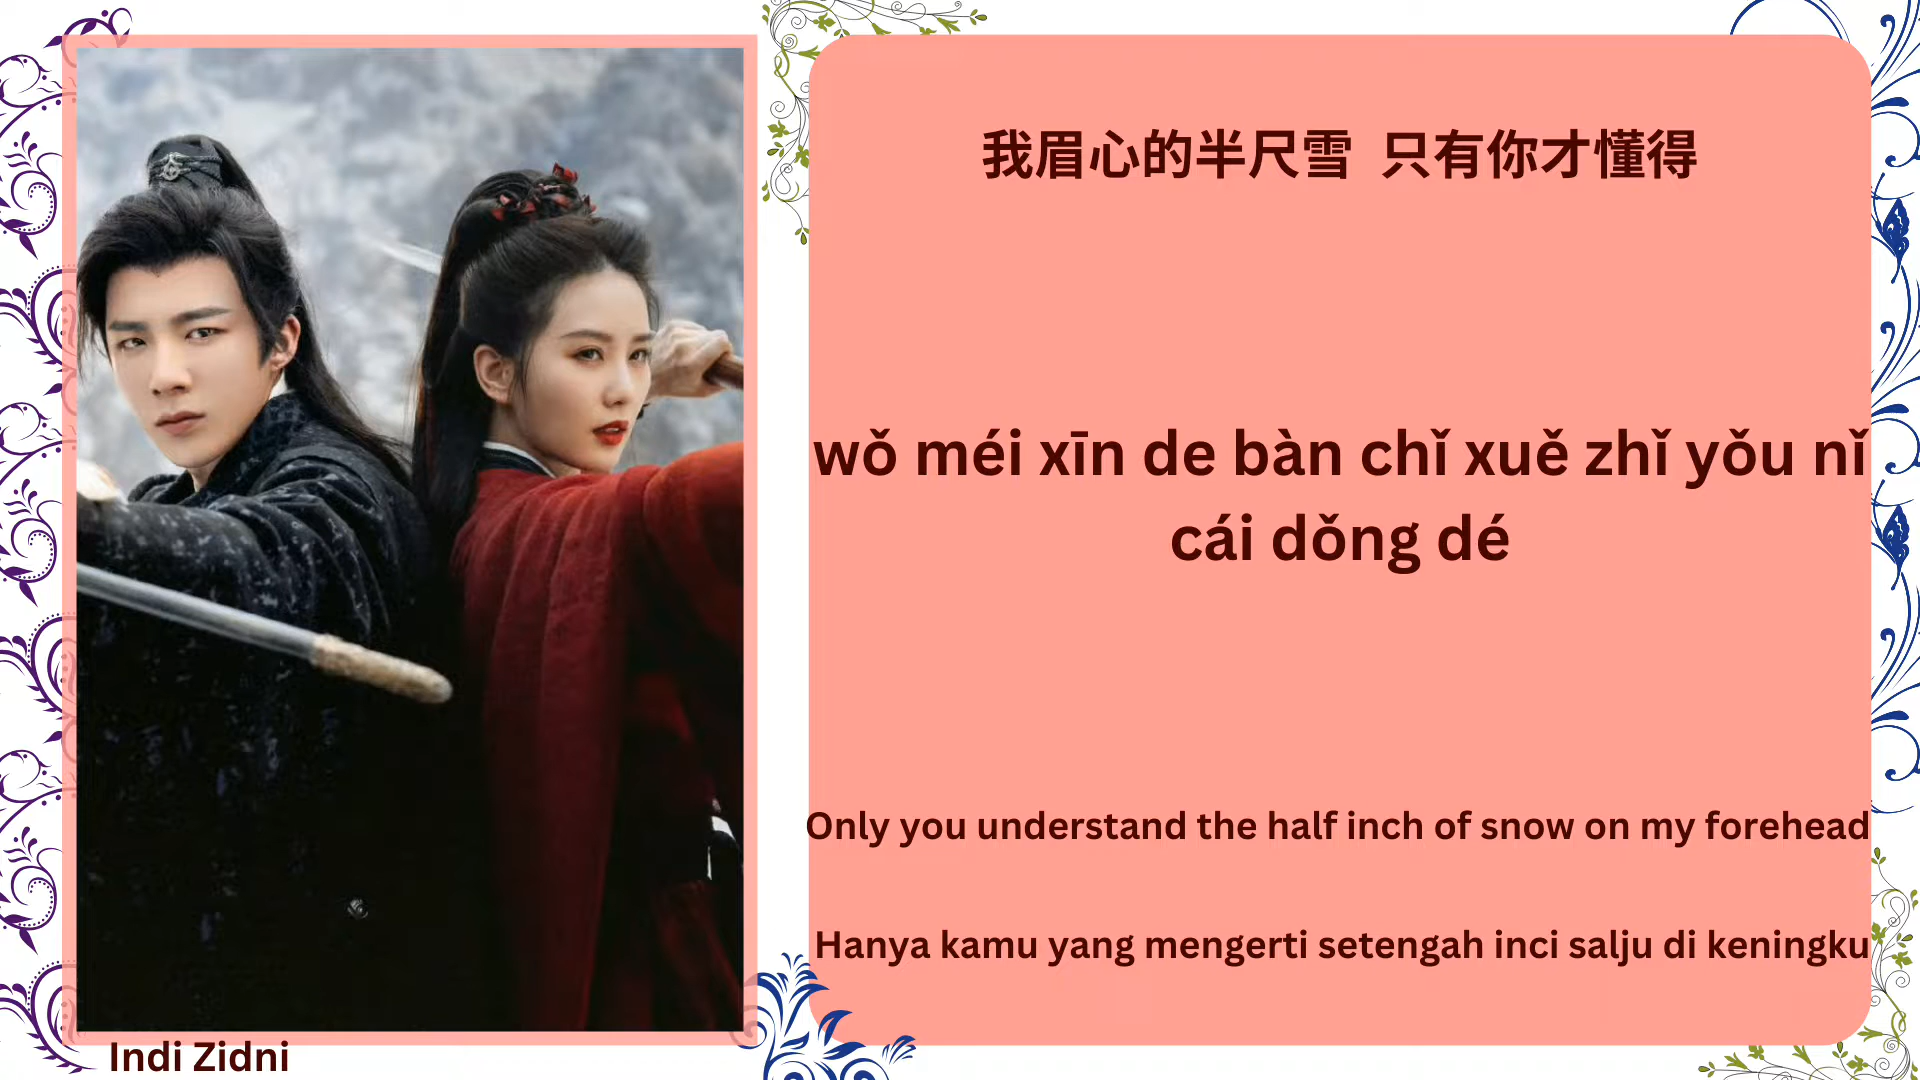 我眉心的半尺雪 只有你才懂得
wǒ méi xīn de bàn chǐ xuě zhǐ yǒu nǐ
cái dǒng dé
Only you understand the half inch of snow on my forehead
Hanya kamu yang mengerti setengah inci salju di keningku
Indi Zidni